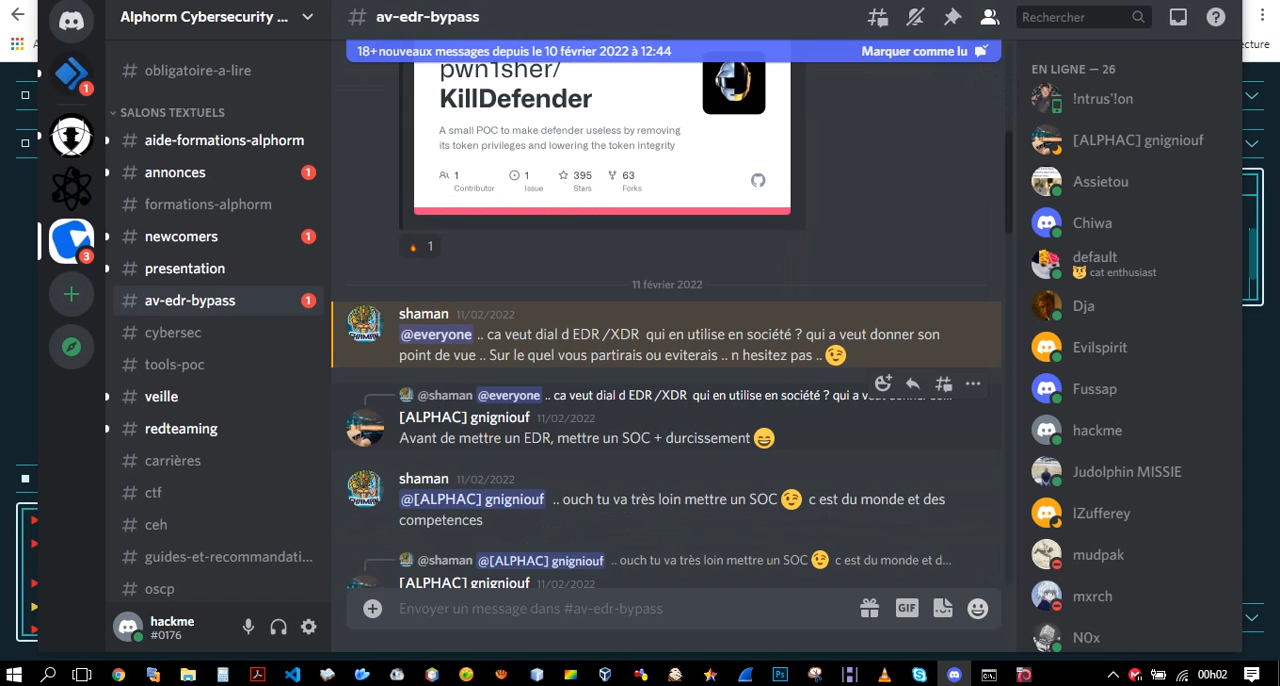 Alphorm Cybersecurity ...
av-edr-bypass
Rechercher
obligatoire-a-lire
SALONS TEXTUELS
aide-formations-alphorm
annonces 1
formations-alphorm
newcomers 1
presentation
av-edr-bypass 1
cybersec
tools-poc
veille
redteaming
carrières
ctf
ceh
guides-et-recommandati...
oscp
hackme
#0176
1
3
18+ nouveaux messages depuis le 10 février 2022 à 12:44
Marquer comme lu
pwn1sher/
KillDefender
A small POC to make defender useless by removing
its token privileges and lowering the token integrity
1 1 395 63
Contributor Issue Stars Forks
1
11 février 2022
shaman 11/02/2022
@everyone .. ca veut dial d EDR /XDR qui en utilise en société ? qui a veut donner son
point de vue .. Sur le quel vous partirais ou eviterais .. n hesitez pas .. 😉
@shaman @everyone .. ca veut dial d EDR /XDR qui en utilise en société ? qui a
[ALPHAC] gnigniouf 11/02/2022
Avant de mettre un EDR, mettre un SOC + durcissement 😄
shaman 11/02/2022
@[ALPHAC] gnigniouf .. ouch tu va très loin mettre un SOC 😉 c est du monde et des
competences
@shaman @[ALPHAC] gnigniouf .. ouch tu va très loin mettre un SOC 😉 c est du monde et d...
[ALPHAC] gnigniouf 11/02/2022
Envoyer un message dans #av-edr-bypass
GIF
EN LIGNE — 26
!ntrus'!on
[ALPHAC] gnigniouf
Assietou
Chiwa
default
cat enthusiast
Dja
Evilspirit
Fussap
hackme
Judolphin MISSIE
lZufferey
mudpak
mxrch
N0x
ecture
00h02